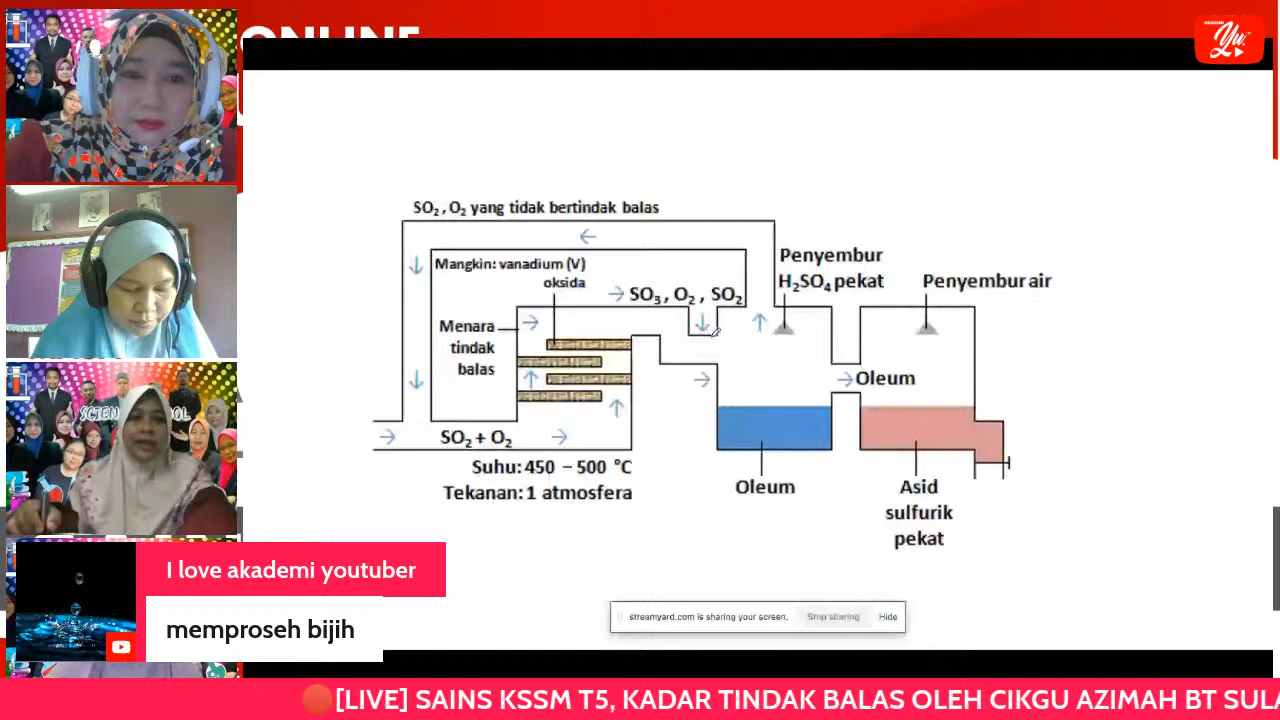 ONLINE
AKADEMI
Yu
SO₂ , O₂ yang tidak bertindak balas
Mangkin: vanadium (V)
oksida
SO₃ , O₂ , SO₂
Penyembur
H₂SO₄ pekat
Penyembur air
Menara
tindak
balas
Oleum
SO₂ + O₂
Suhu: 450 – 500 °C
Tekanan: 1 atmosfera
Oleum
Asid
sulfurik
pekat
streamyard.com is sharing your screen.
Stop sharing
Hide
I love akademi youtuber
memproseh bijih
[LIVE] SAINS KSSM T5, KADAR TINDAK BALAS OLEH CIKGU AZIMAH BT SULA